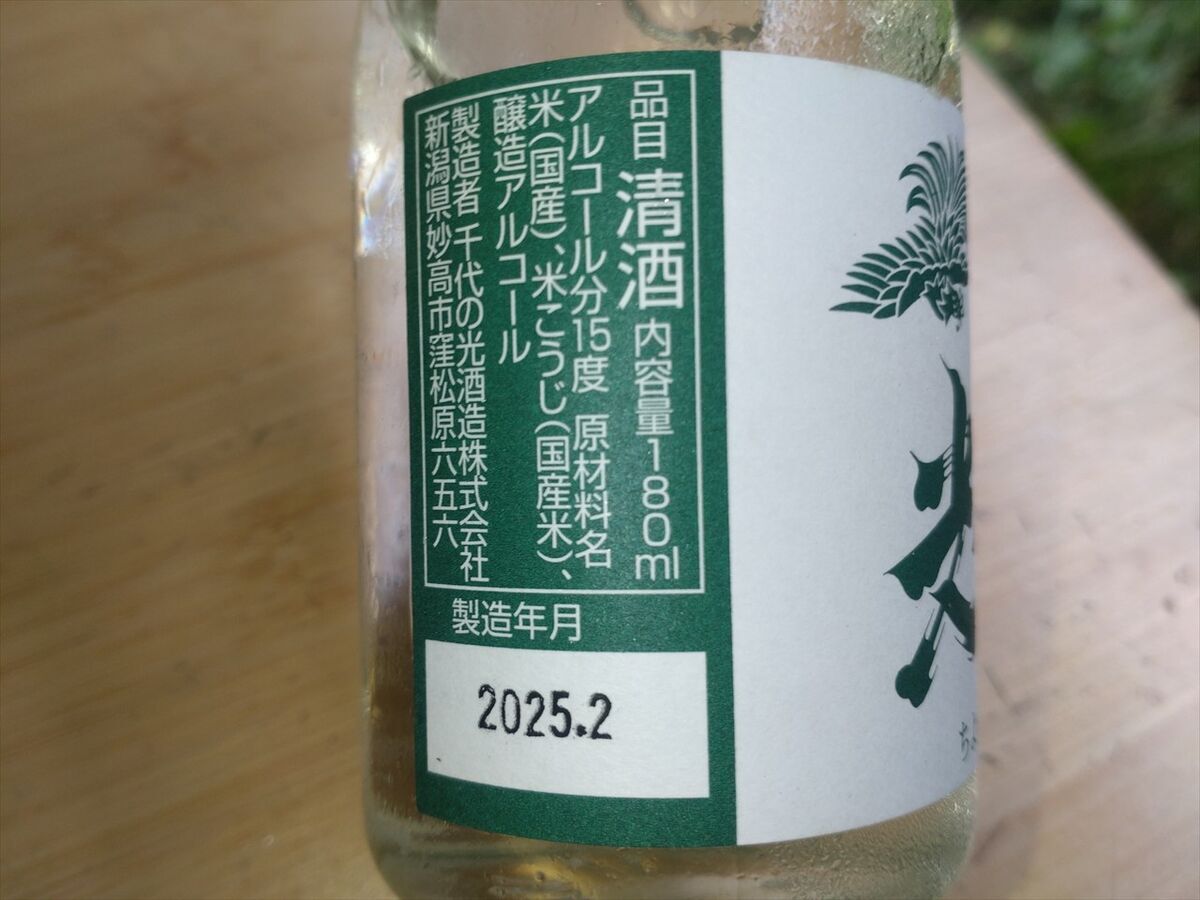 品目 清酒 内容量180ml
アルコール分15度 原材料名
米(国産)、米こうじ(国産米)、
醸造アルコール
製造者 千代の光酒造株式会社
新潟県妙高市窪松原六五六
製造年月
2025.2